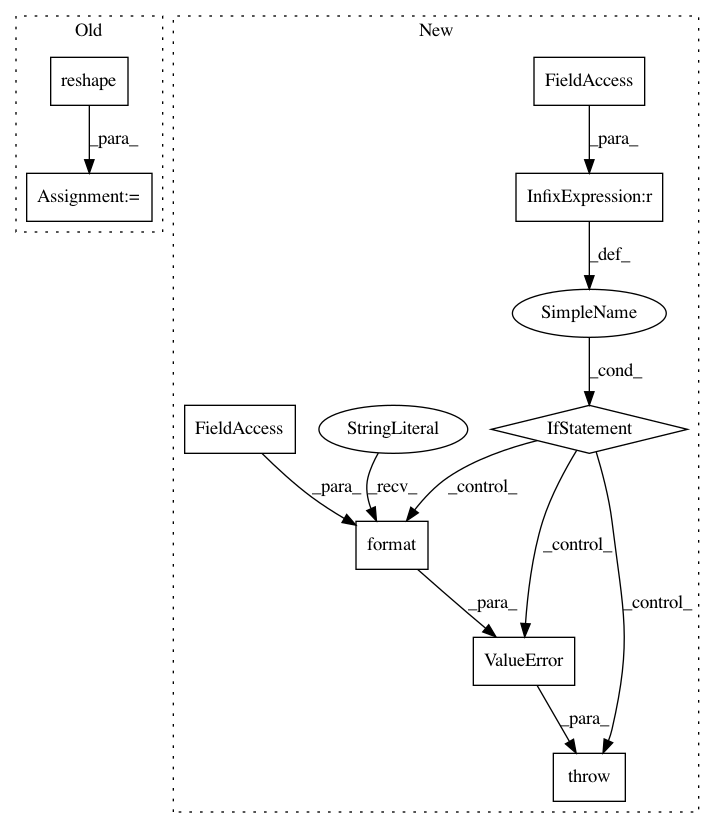 Old
New
reshape
FieldAccess
_para_
_para_
Assignment:=
InfixExpression:r
_def_
SimpleName
_cond_
FieldAccess
StringLiteral
IfStatement
_para_
_recv_
_control_
format
_control_
_control_
_para_
ValueError
_para_
throw